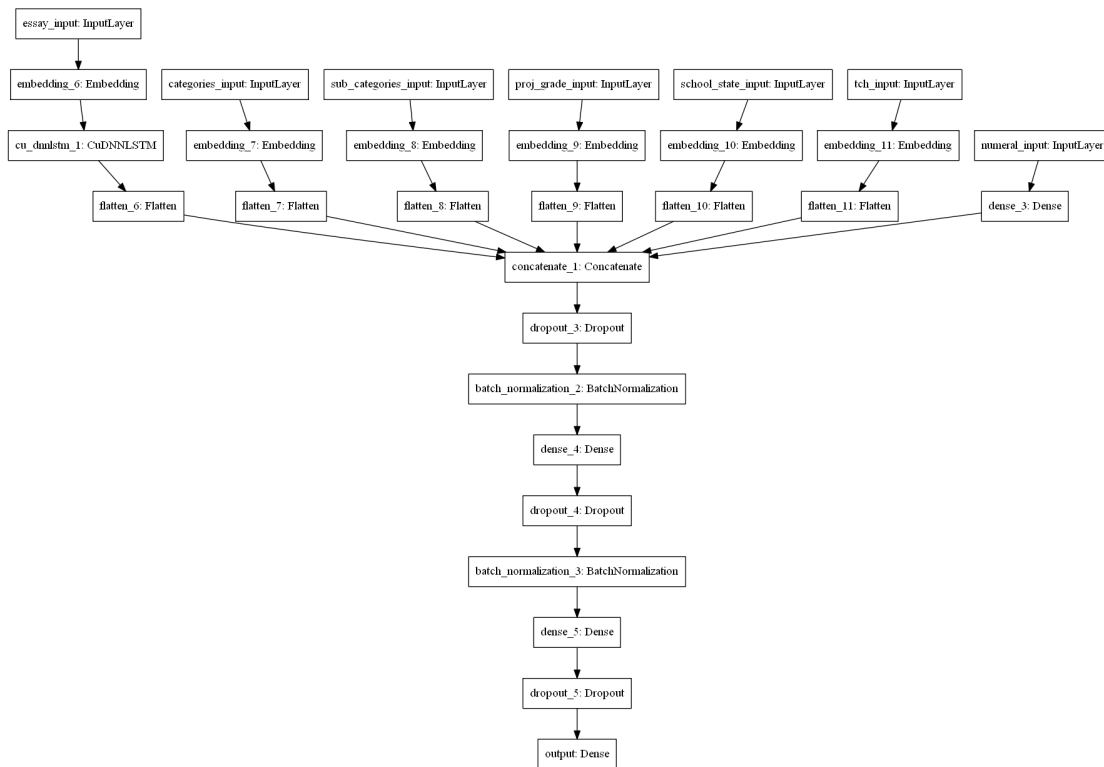 essay_input: InputLayer
embedding_6: Embedding
categories_input: InputLayer
sub_categories_input: InputLayer
proj_grade_input: InputLayer
school_state_input: InputLayer
tch_input: InputLayer
cu_dnnlstm_1: CuDNNLSTM
embedding_7: Embedding
embedding_8: Embedding
embedding_9: Embedding
embedding_10: Embedding
embedding_11: Embedding
numeral_input: InputLayer
flatten_6: Flatten
flatten_7: Flatten
flatten_8: Flatten
flatten_9: Flatten
flatten_10: Flatten
flatten_11: Flatten
dense_3: Dense
concatenate_1: Concatenate
dropout_3: Dropout
batch_normalization_2: BatchNormalization
dense_4: Dense
dropout_4: Dropout
batch_normalization_3: BatchNormalization
dense_5: Dense
dropout_5: Dropout
output: Dense